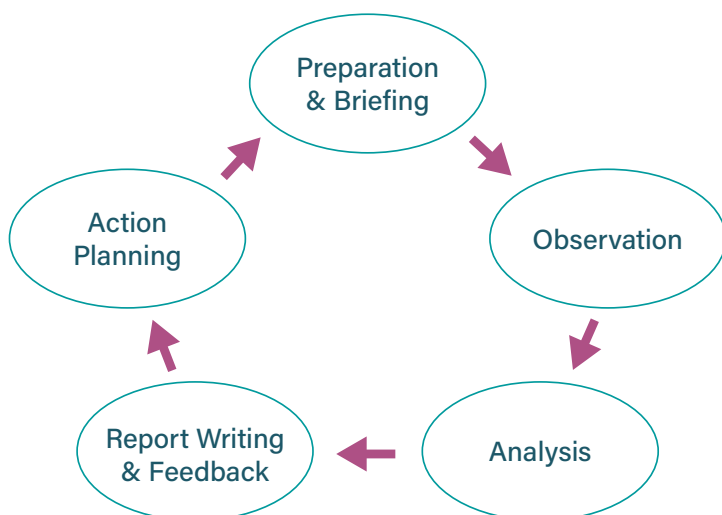 Preparation
& Briefing
Observation
Analysis
Report Writing
& Feedback
Action
Planning